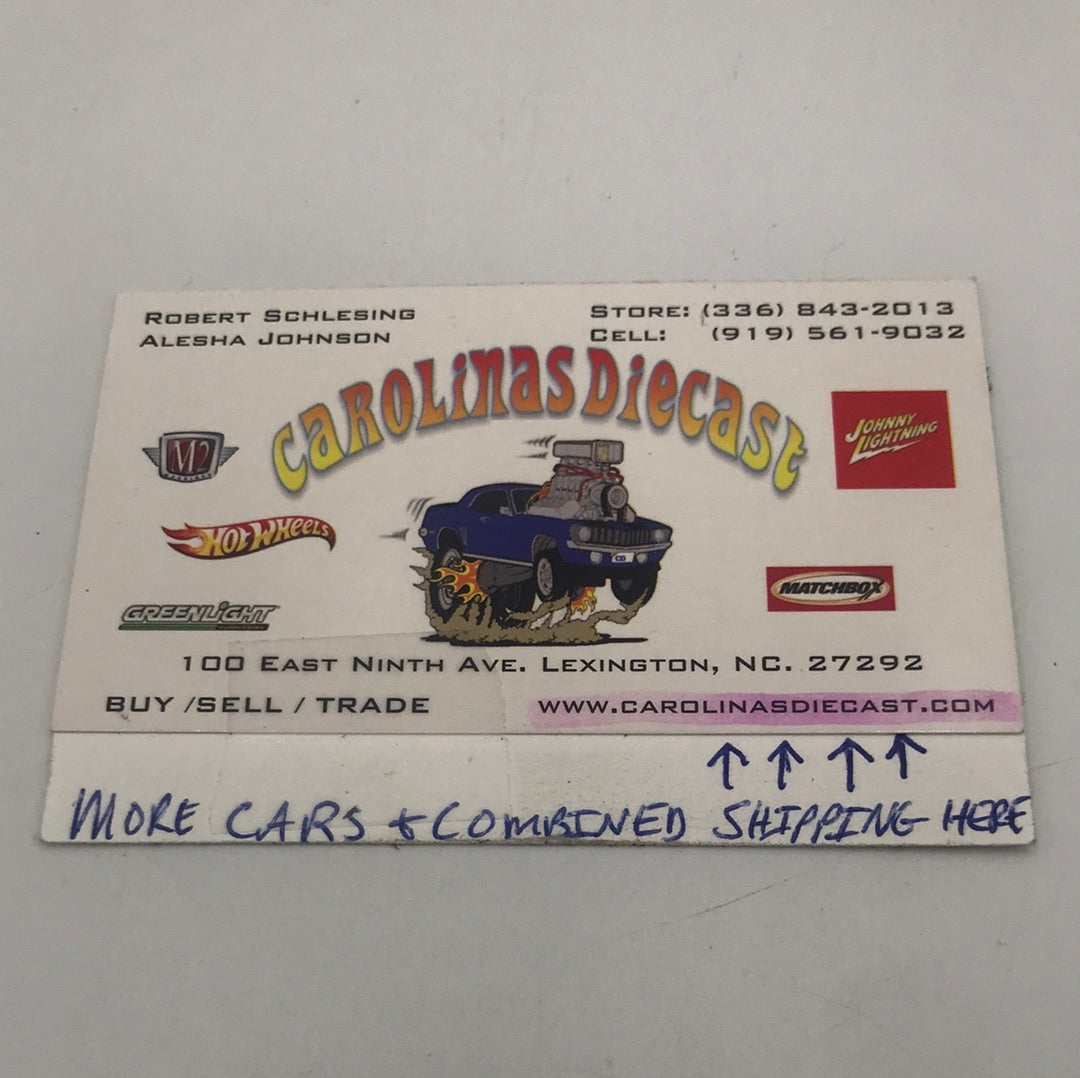 ROBERT SCHLESING
ALESHA JOHNSON
STORE: (336) 843-2013
CELL: (919) 561-9032
CAROLINAS DIECAST
M2
JOHNNY LIGHTNING
HOT WHEELS
MATCHBOX
GREENLIGHT
100 EAST NINTH AVE. LEXINGTON, NC. 27292
BUY /SELL / TRADE
WWW.CAROLINASDIECAST.COM
↑ ↑ ↑ ↑
MORE CARS + COMBINED SHIPPING HERE